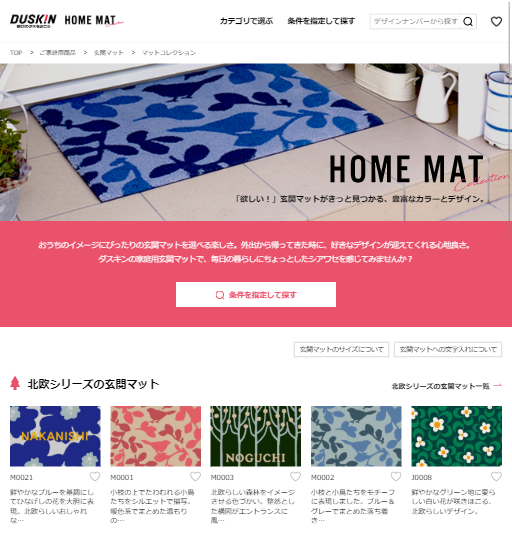 DUSKIN
喜びのタネをまこう
HOME MAT
Collection
カテゴリで選ぶ
条件を指定して探す
デザインナンバーから探す
TOP > ご家庭用商品 > 玄関マット > マットコレクション
HOME MAT
Collection
「欲しい！」玄関マットがきっと見つかる、豊富なカラーとデザイン。
おうちのイメージにぴったりの玄関マットを選べる楽しさ。外出から帰ってきた時に、好きなデザインが迎えてくれる心地良さ。
ダスキンの家庭用玄関マットで、毎日の暮らしにちょっとしたシアワセを感じてみませんか？
条件を指定して探す
玄関マットのサイズについて
玄関マットへの文字入れについて
北欧シリーズの玄関マット
北欧シリーズの玄関マット一覧
NAKANISHI
NOGUCHI
M0021
鮮やかなブルーを基調にし
てひなげしの花を大胆に表
現。北欧らしいおしゃれ
な…
M0001
小枝の上でたわむれる小鳥
たちをシルエットで描写。
暖色系でまとめた温もり
の…
M0003
北欧らしい森林をイメージ
させる色づかい。整然とし
た構図がエントランスに
風…
M0002
小枝と小鳥たちをモチーフ
に表現しました。ブルー＆
グレーでまとめた落ち着
き…
J0008
鮮やかなグリーン地に愛ら
しい白い花が咲きほこる、
北欧らしいデザイン。